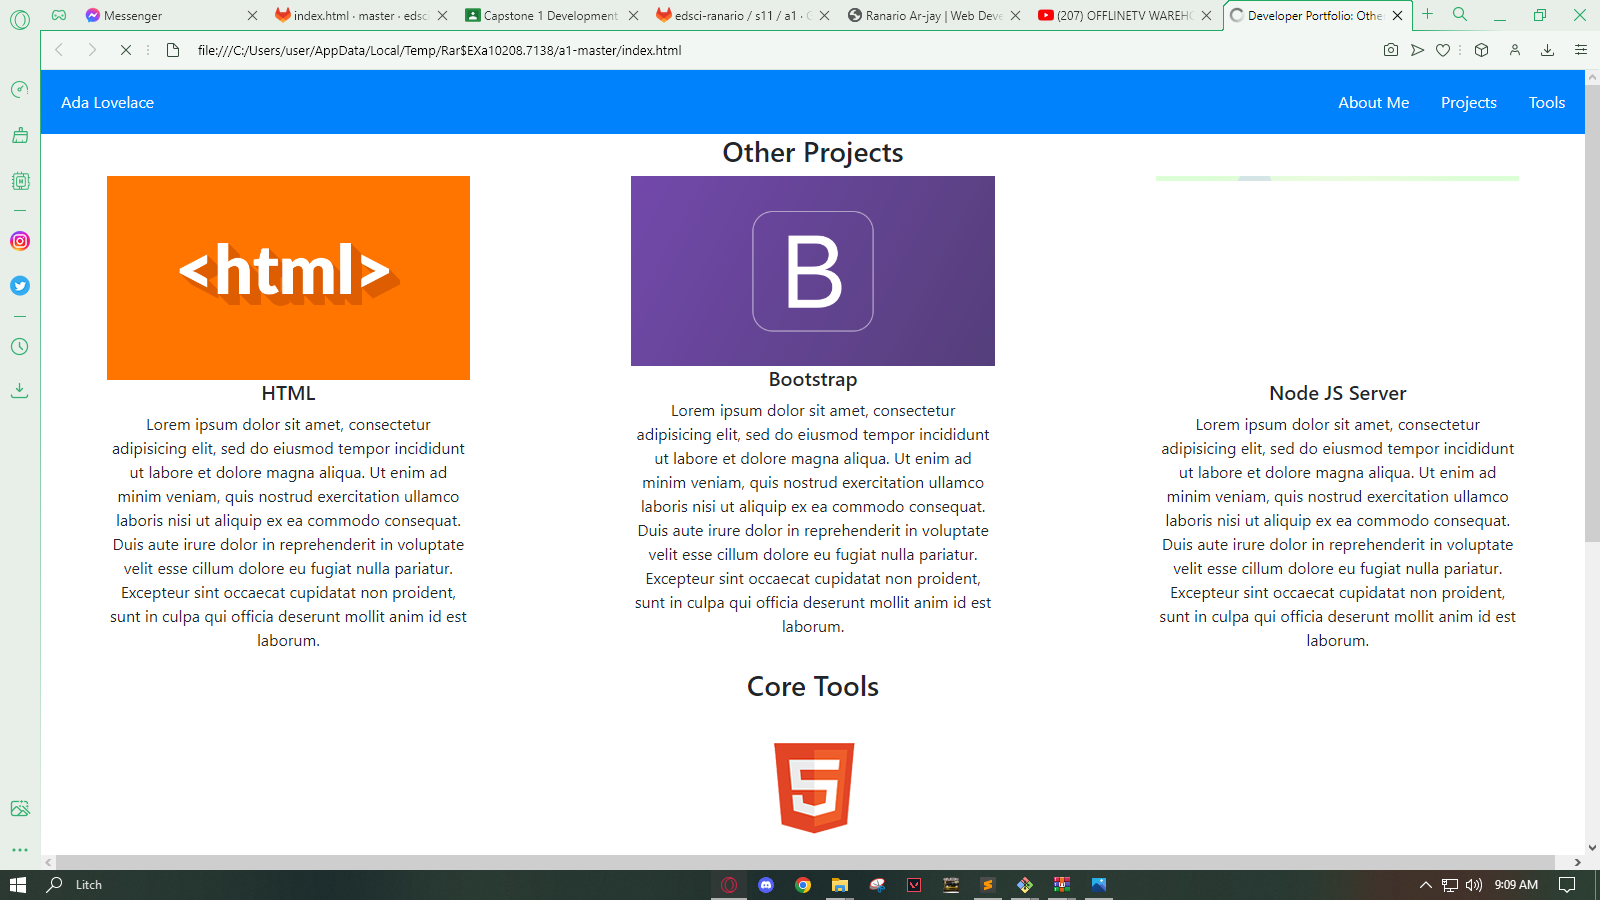 Messenger
index.html · master · edsci
Capstone 1 Development
edsci-ranario / s11 / a1 ·
Ranario Ar-jay | Web Deve
(207) OFFLINETV WAREHO
Developer Portfolio: Othe
file:///C:/Users/user/AppData/Local/Temp/Rar$EXa10208.7138/a1-master/index.html
Ada Lovelace
About Me
Projects
Tools
Other Projects
<html>
HTML
Lorem ipsum dolor sit amet, consectetur
adipisicing elit, sed do eiusmod tempor incididunt
ut labore et dolore magna aliqua. Ut enim ad
minim veniam, quis nostrud exercitation ullamco
laboris nisi ut aliquip ex ea commodo consequat.
Duis aute irure dolor in reprehenderit in voluptate
velit esse cillum dolore eu fugiat nulla pariatur.
Excepteur sint occaecat cupidatat non proident,
sunt in culpa qui officia deserunt mollit anim id est
laborum.
B
Bootstrap
Lorem ipsum dolor sit amet, consectetur
adipisicing elit, sed do eiusmod tempor incididunt
ut labore et dolore magna aliqua. Ut enim ad
minim veniam, quis nostrud exercitation ullamco
laboris nisi ut aliquip ex ea commodo consequat.
Duis aute irure dolor in reprehenderit in voluptate
velit esse cillum dolore eu fugiat nulla pariatur.
Excepteur sint occaecat cupidatat non proident,
sunt in culpa qui officia deserunt mollit anim id est
laborum.
Node JS Server
Lorem ipsum dolor sit amet, consectetur
adipisicing elit, sed do eiusmod tempor incididunt
ut labore et dolore magna aliqua. Ut enim ad
minim veniam, quis nostrud exercitation ullamco
laboris nisi ut aliquip ex ea commodo consequat.
Duis aute irure dolor in reprehenderit in voluptate
velit esse cillum dolore eu fugiat nulla pariatur.
Excepteur sint occaecat cupidatat non proident,
sunt in culpa qui officia deserunt mollit anim id est
laborum.
Core Tools
5
Litch
9:09 AM